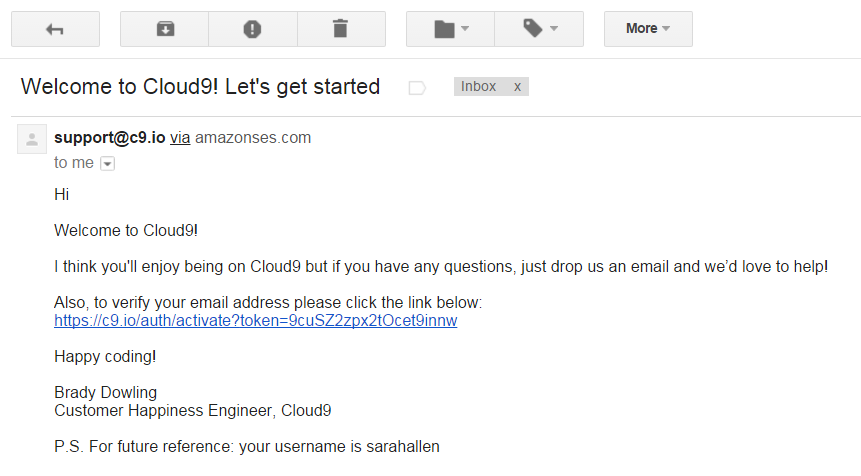 More
Welcome to Cloud9! Let's get started
Inbox x
support@c9.io via amazonses.com
to me
Hi
Welcome to Cloud9!
I think you'll enjoy being on Cloud9 but if you have any questions, just drop us an email and we’d love to help!
Also, to verify your email address please click the link below:
https://c9.io/auth/activate?token=9cuSZ2zpx2tOcet9innw
Happy coding!
Brady Dowling
Customer Happiness Engineer, Cloud9
P.S. For future reference: your username is sarahallen